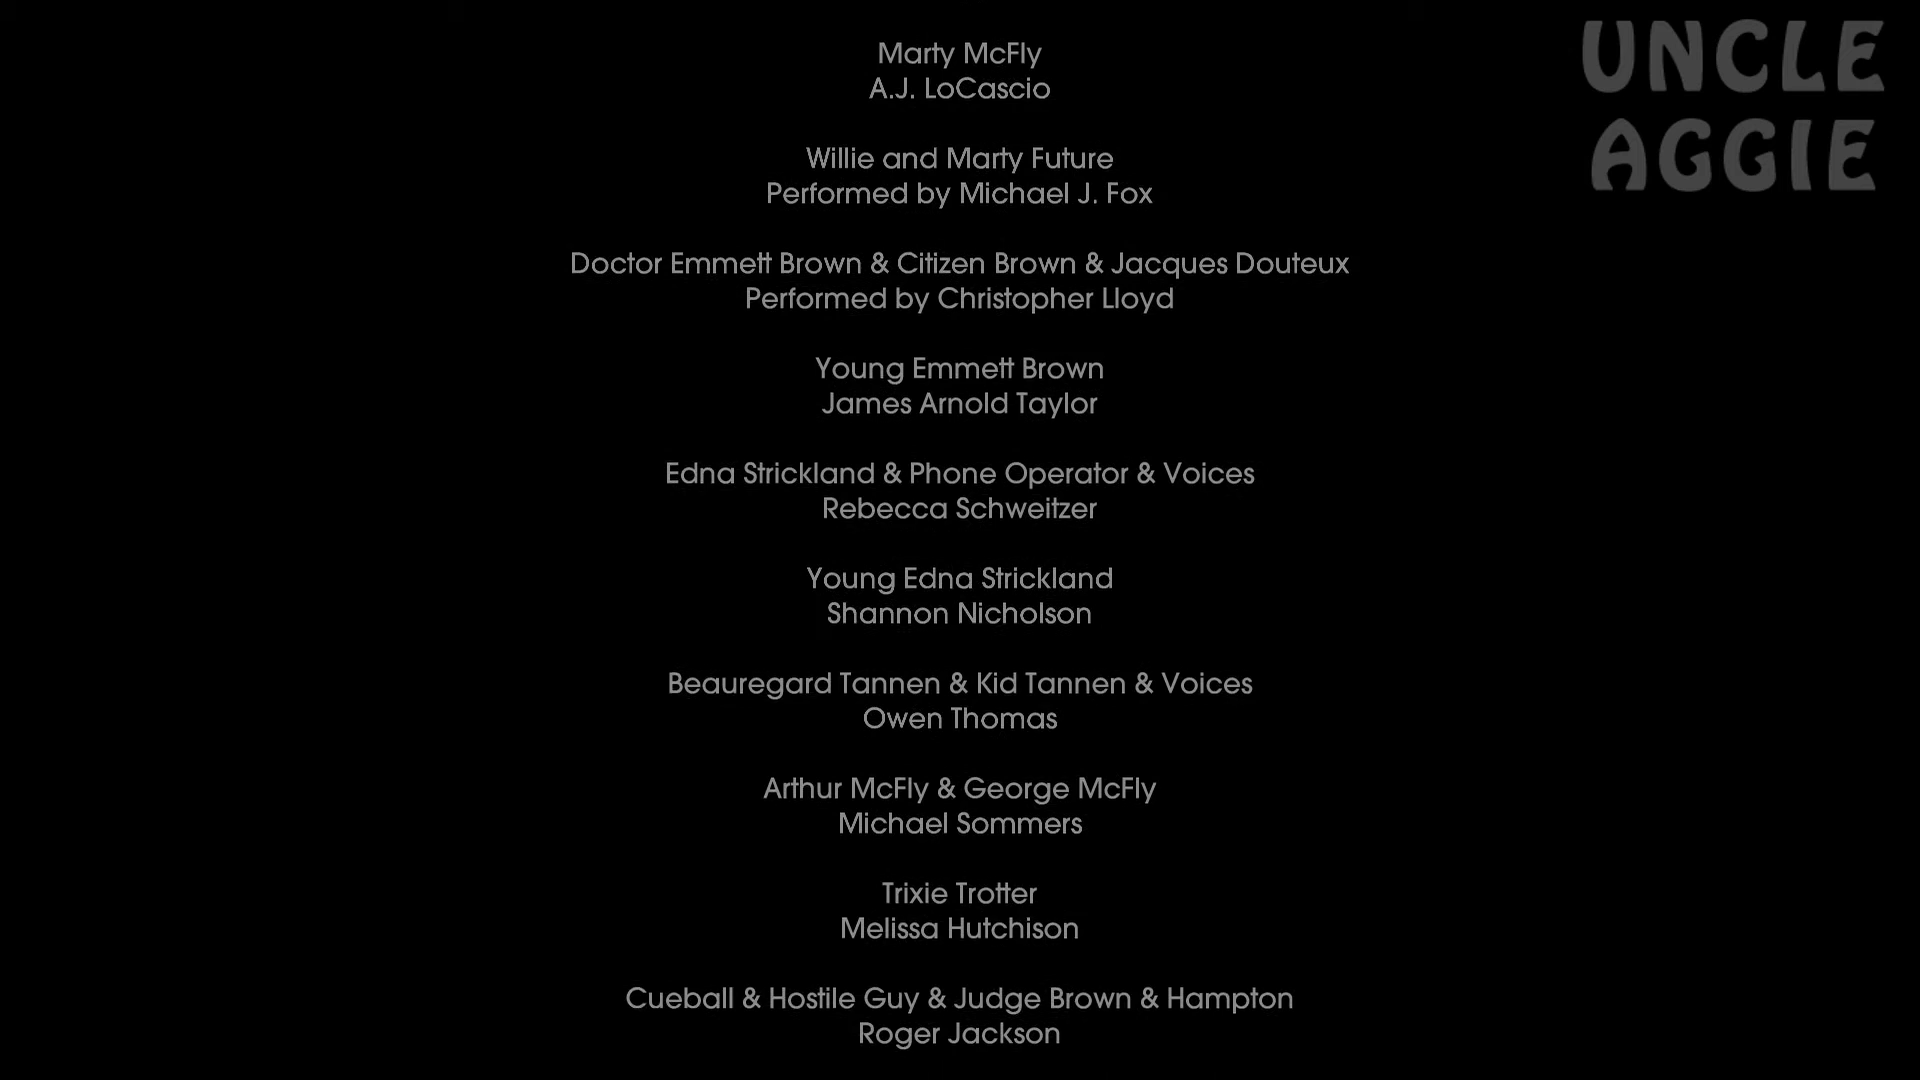 Marty McFly
A.J. LoCascio
Willie and Marty Future
Performed by Michael J. Fox
Doctor Emmett Brown & Citizen Brown & Jacques Douteux
Performed by Christopher Lloyd
Young Emmett Brown
James Arnold Taylor
Edna Strickland & Phone Operator & Voices
Rebecca Schweitzer
Young Edna Strickland
Shannon Nicholson
Beauregard Tannen & Kid Tannen & Voices
Owen Thomas
Arthur McFly & George McFly
Michael Sommers
Trixie Trotter
Melissa Hutchison
Cueball & Hostile Guy & Judge Brown & Hampton
Roger Jackson
UNCLE
AGGIE